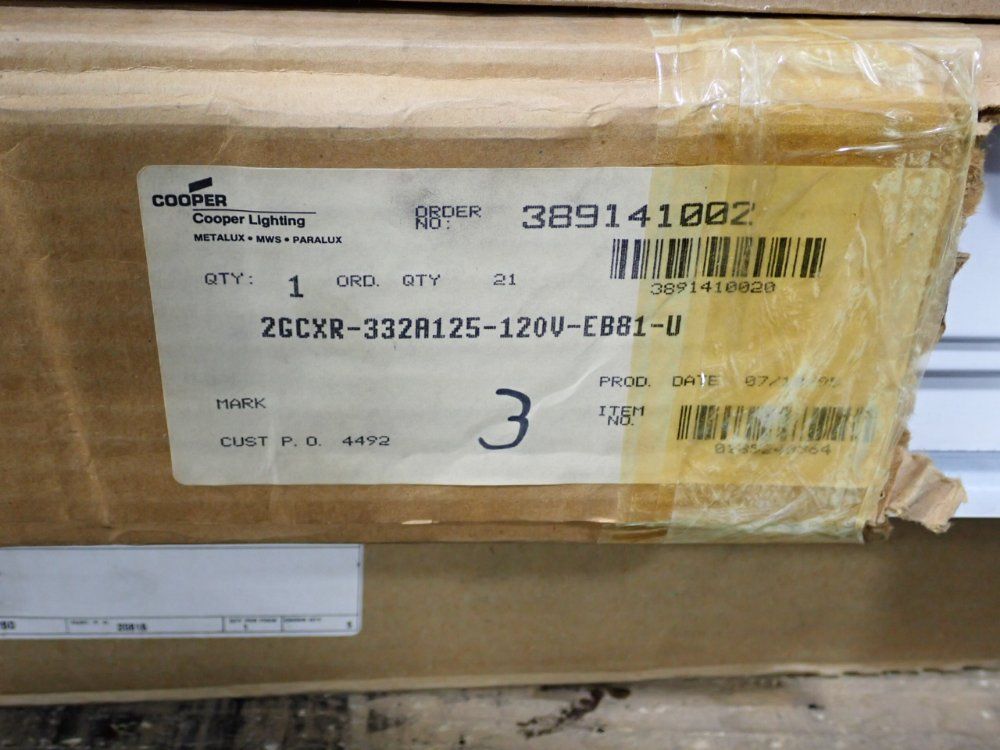 COOPER
Cooper Lighting
METALUX • MWS • PARALUX
ORDER NO: 389141002
3891410020
QTY: 1 ORD. QTY 21
2GCXR-332A125-120V-EB81-U
PROD. DATE
MARK
3
ITEM NO.
CUST P. O. 4492